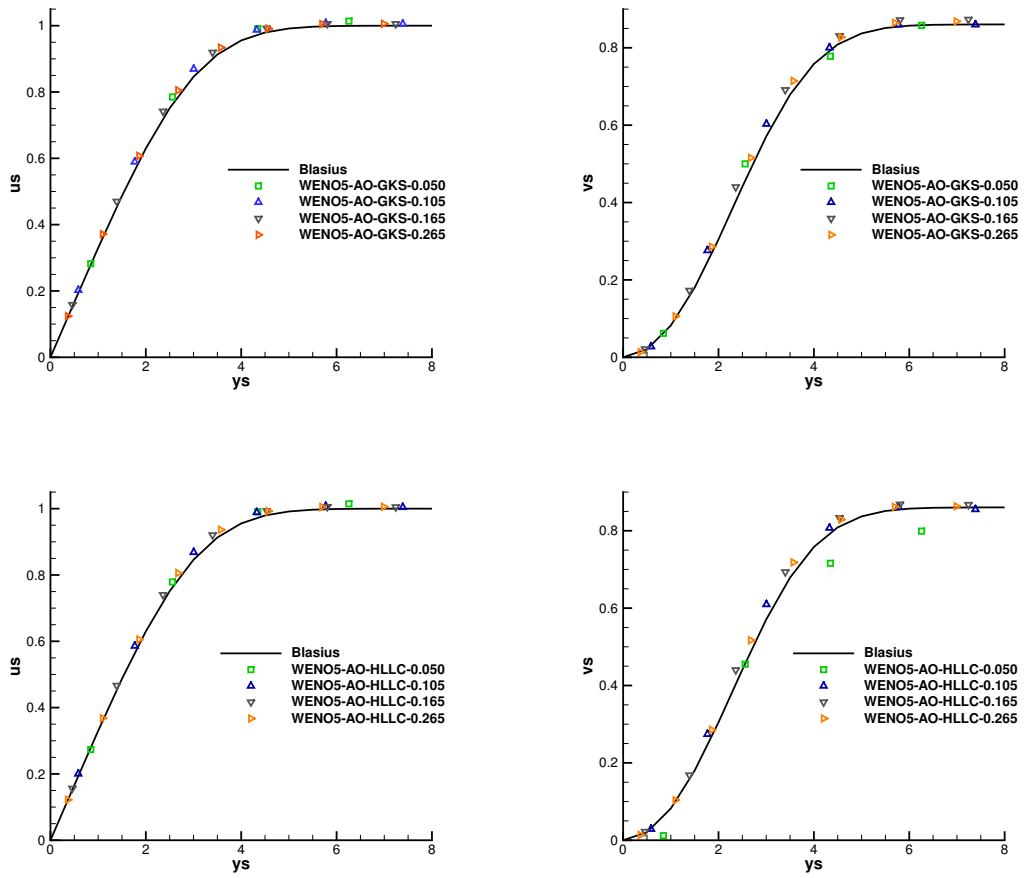 us
1
0.8
0.6
0.4
0.2
0
0 2 4 6 8
ys
Blasius
WENO5-AO-GKS-0.050
WENO5-AO-GKS-0.105
WENO5-AO-GKS-0.165
WENO5-AO-GKS-0.265
vs
0.8
0.6
0.4
0.2
0
0 2 4 6 8
ys
Blasius
WENO5-AO-GKS-0.050
WENO5-AO-GKS-0.105
WENO5-AO-GKS-0.165
WENO5-AO-GKS-0.265
us
1
0.8
0.6
0.4
0.2
0
0 2 4 6 8
ys
Blasius
WENO5-AO-HLLC-0.050
WENO5-AO-HLLC-0.105
WENO5-AO-HLLC-0.165
WENO5-AO-HLLC-0.265
vs
0.8
0.6
0.4
0.2
0
0 2 4 6 8
ys
Blasius
WENO5-AO-HLLC-0.050
WENO5-AO-HLLC-0.105
WENO5-AO-HLLC-0.165
WENO5-AO-HLLC-0.265